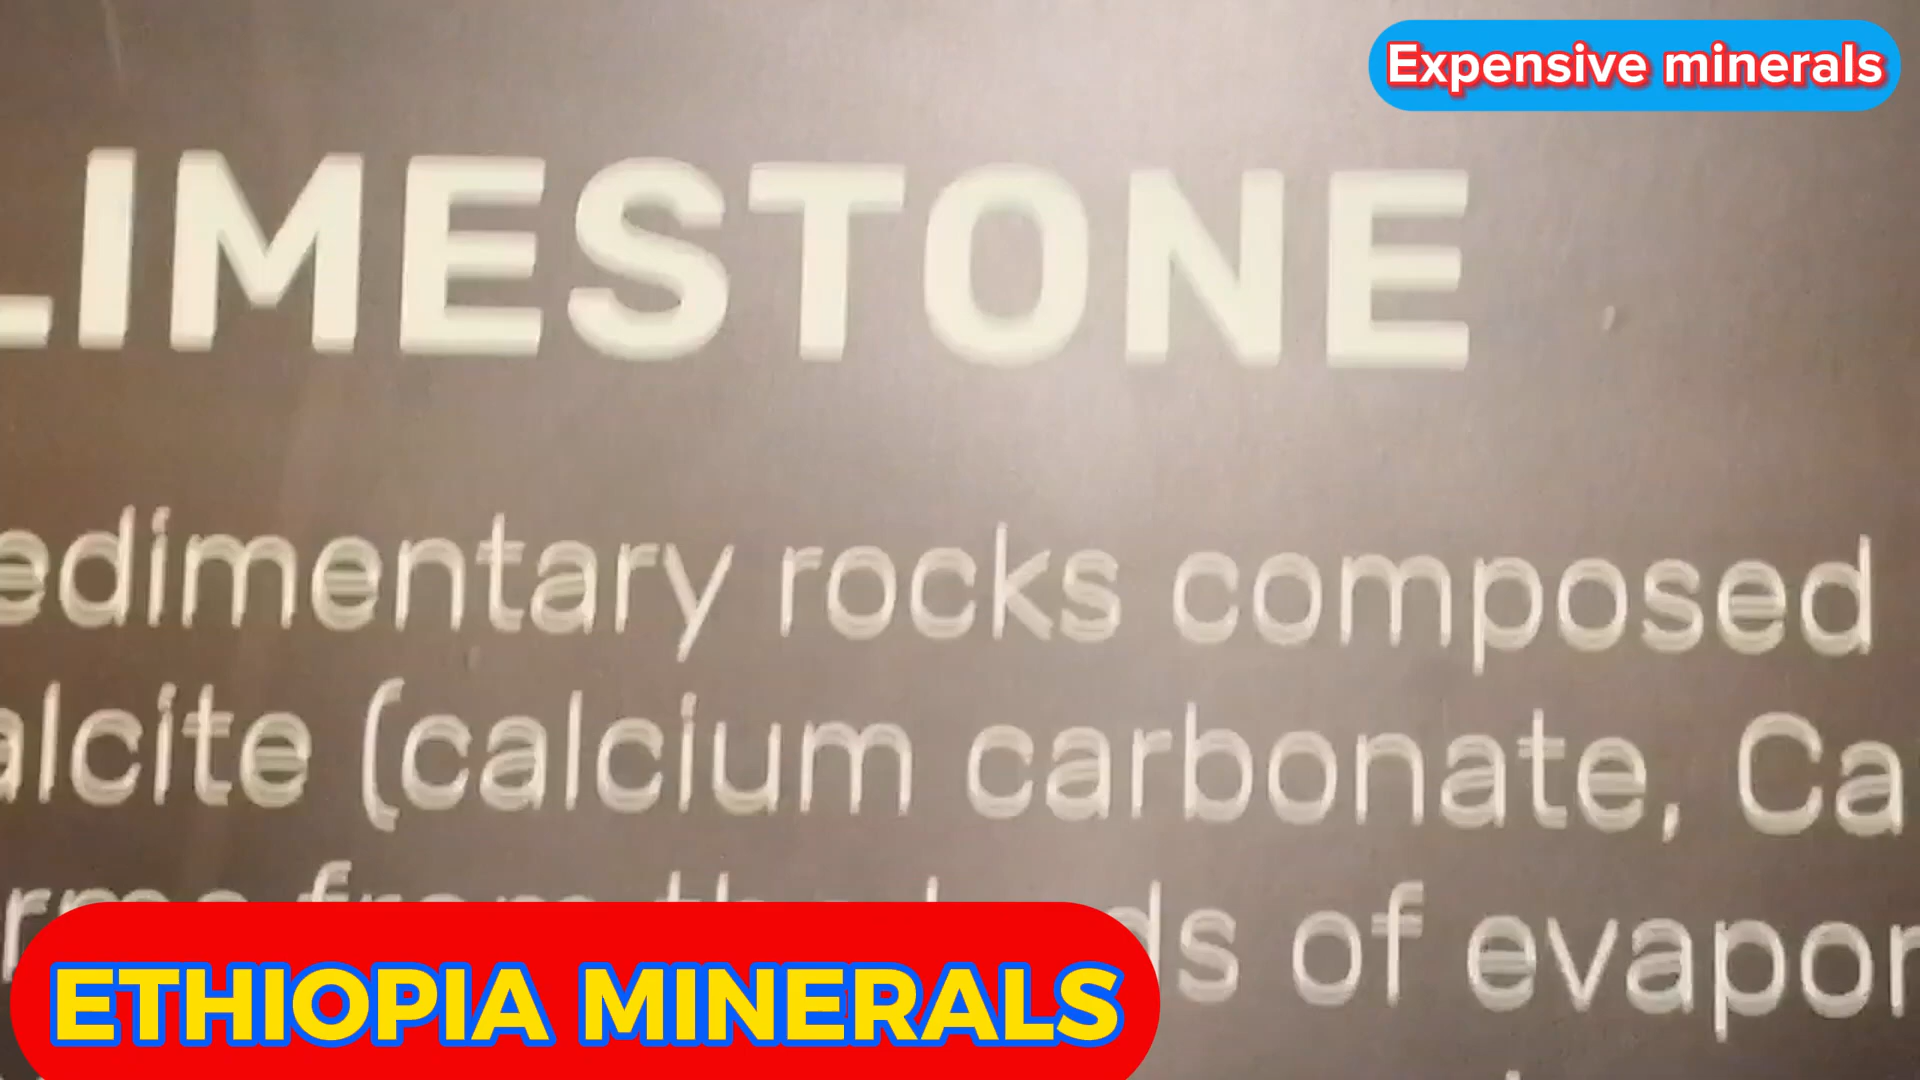 Expensive minerals
LIMESTONE
edimentary rocks composed
alcite (calcium carbonate, Ca
of evapor
ETHIOPIA MINERALS